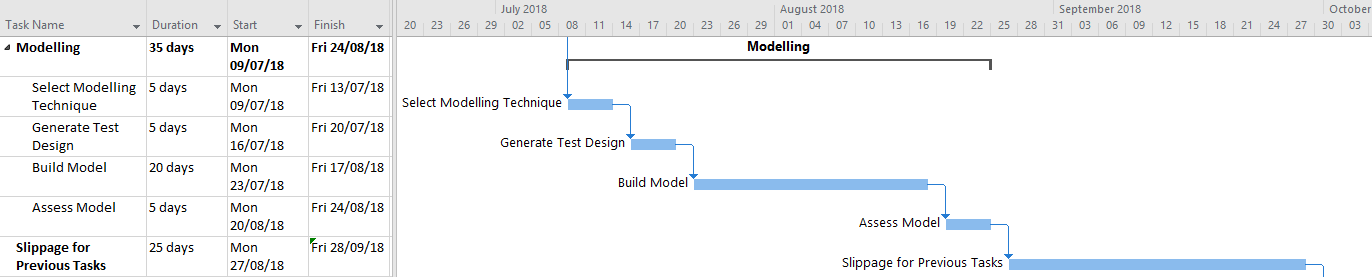 July 2018 August 2018 September 2018 October
Task Name Duration Start Finish 20 23 26 29 02 05 08 11 14 17 20 23 26 29 01 04 07 10 13 16 19 22 25 28 31 03 06 09 12 15 18 21 24 27 30 03
Modelling 35 days Mon 09/07/18 Fri 24/08/18 Modelling
Select Modelling Technique 5 days Mon 09/07/18 Fri 13/07/18 Select Modelling Technique
Generate Test Design 5 days Mon 16/07/18 Fri 20/07/18 Generate Test Design
Build Model 20 days Mon 23/07/18 Fri 17/08/18 Build Model
Assess Model 5 days Mon 20/08/18 Fri 24/08/18 Assess Model
Slippage for Previous Tasks 25 days Mon 27/08/18 Fri 28/09/18 Slippage for Previous Tasks